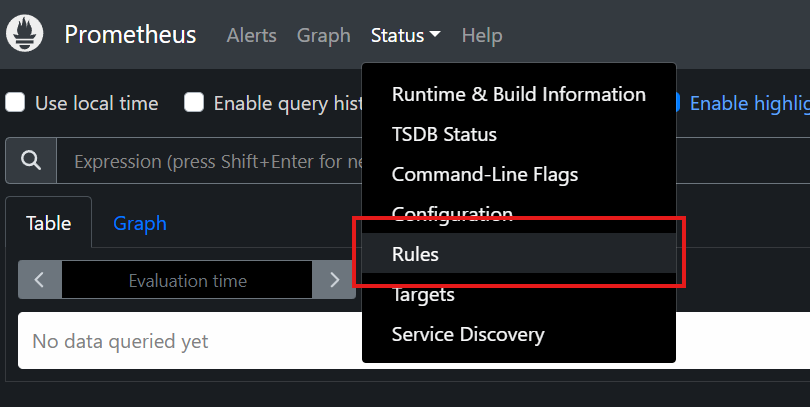 Prometheus Alerts Graph Status Help
Runtime & Build Information
Use local time Enable query hist Enable highlig
TSDB Status
Expression (press Shift+Enter for ne
Command-Line Flags
Configuration
Table Graph
Rules
Evaluation time
Targets
No data queried yet
Service Discovery